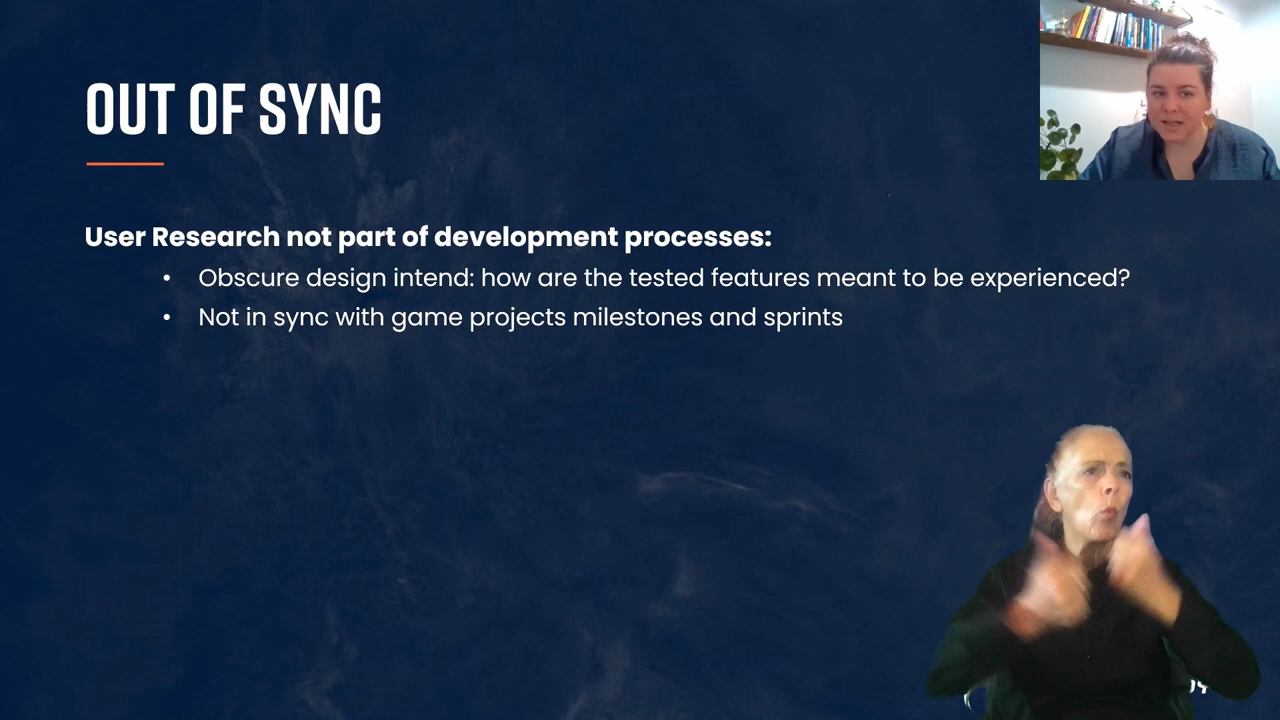 OUT OF SYNC
User Research not part of development processes:
• Obscure design intend: how are the tested features meant to be experienced?
• Not in sync with game projects milestones and sprints